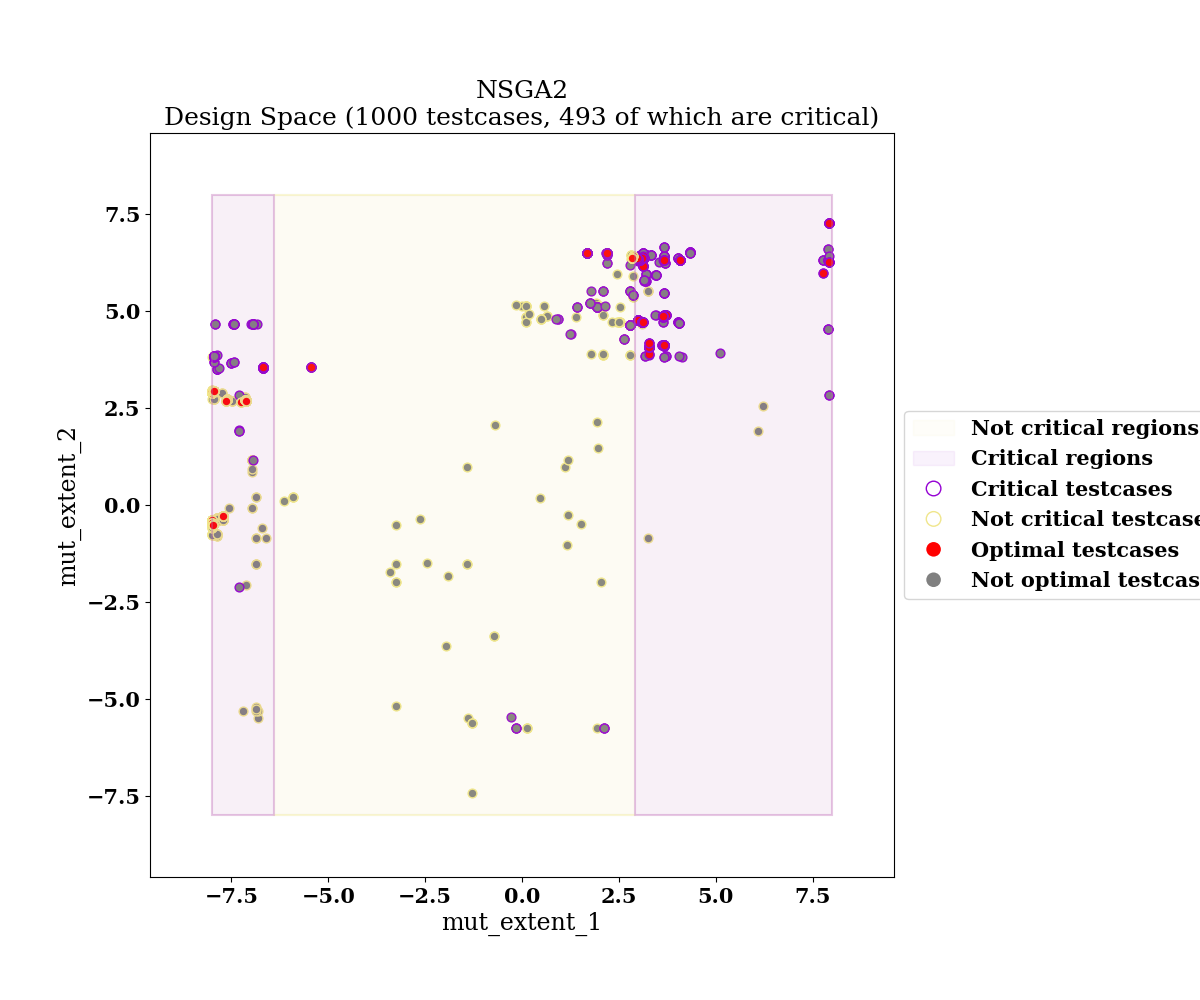 NSGA2
Design Space (1000 testcases, 493 of which are critical)
7.5
5.0
2.5
0.0
−2.5
−5.0
−7.5
mut_extent_2
−7.5 −5.0 −2.5 0.0 2.5 5.0 7.5
mut_extent_1
Not critical regions
Critical regions
Critical testcases
Not critical testcase
Optimal testcases
Not optimal testcas